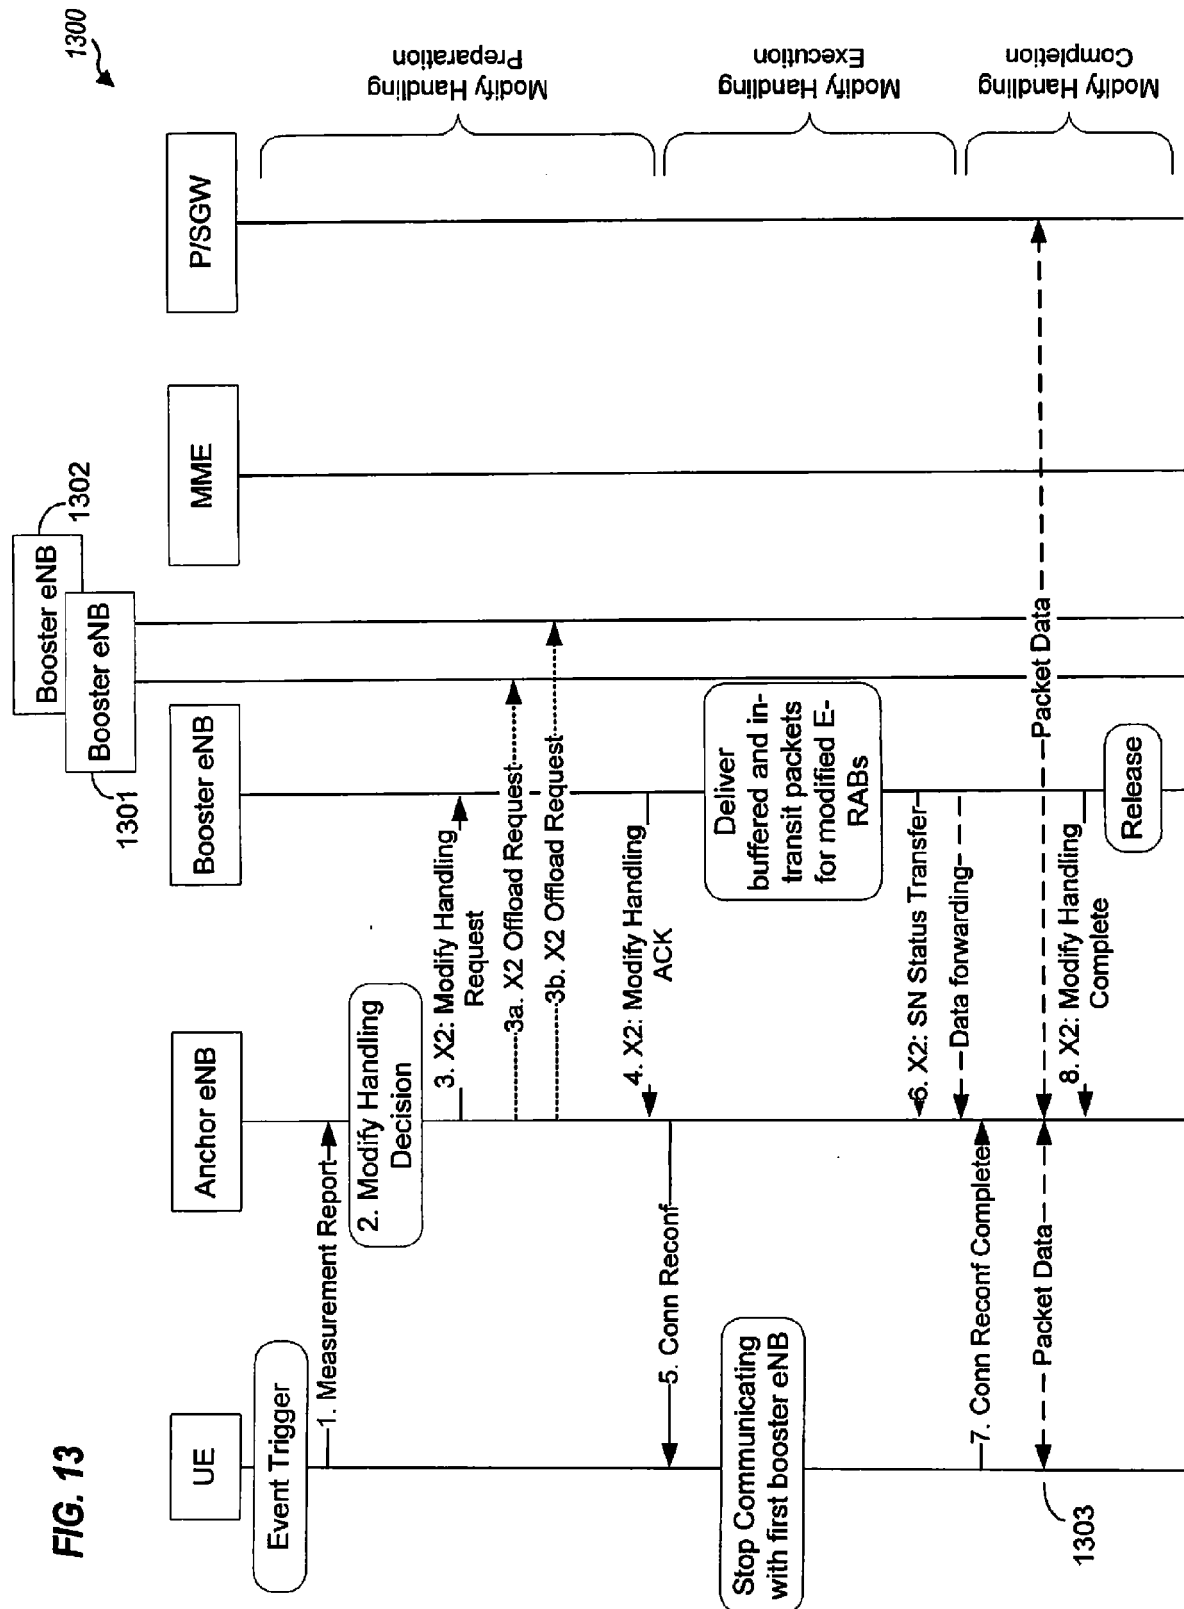 FIG. 13
1300
1302
Booster eNB
Booster eNB
1301
UE
Anchor eNB
Booster eNB
MME
P/SGW
Event Trigger
1. Measurement Report
2. Modify Handling
Decision
3. X2: Modify Handling
Request
3a. X2 Offload Request
3b. X2 Offload Request
4. X2: Modify Handling
ACK
Modify Handling
Preparation
5. Conn Reconf
Stop Communicating
with first booster eNB
Deliver
buffered and in-
transit packets
for modified E-
RABs
6. X2: SN Status Transfer
Data forwarding
Modify Handling
Execution
7. Conn Reconf Complete
Packet Data
Packet Data
1303
8. X2: Modify Handling
Complete
Release
Modify Handling
Completion